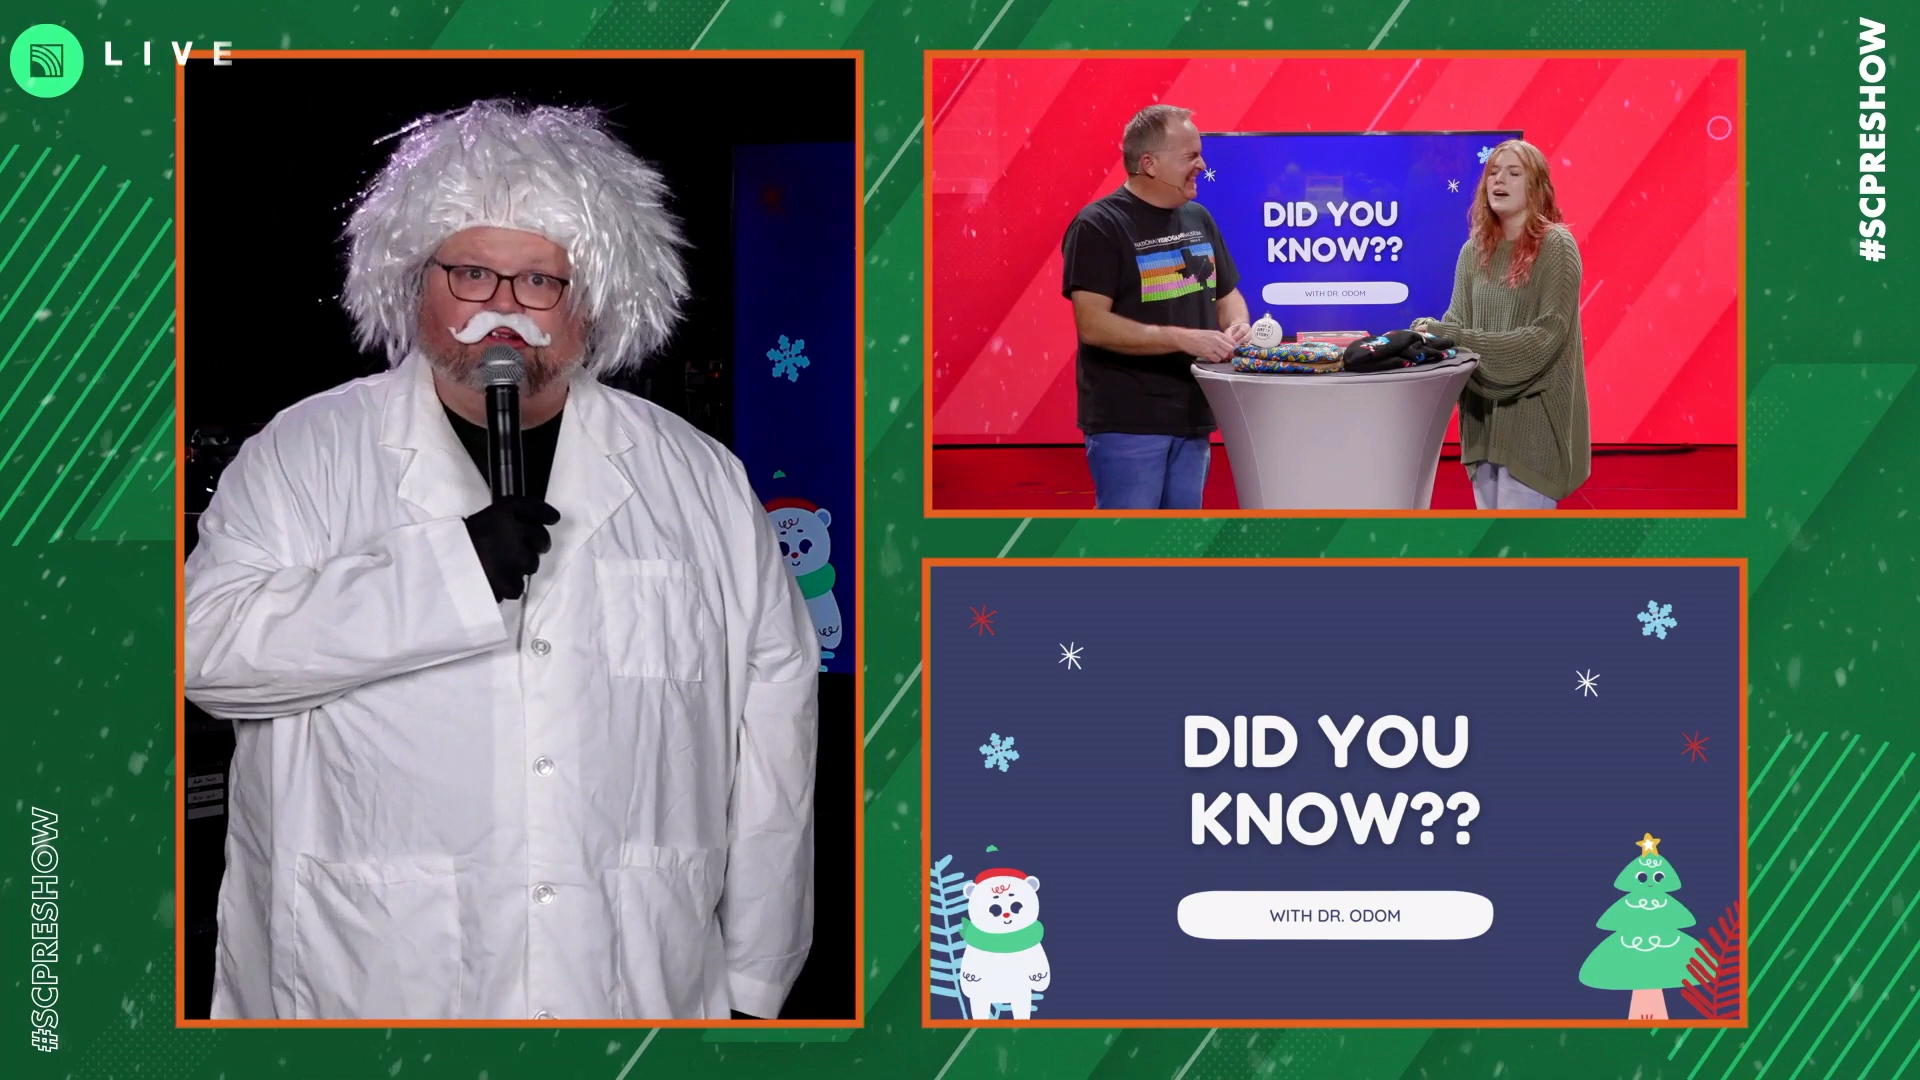 LIVE
#SCPRESHOW
DID YOU
KNOW??
WITH DR. ODOM
DID YOU
KNOW??
WITH DR. ODOM
#SCPRESHOW